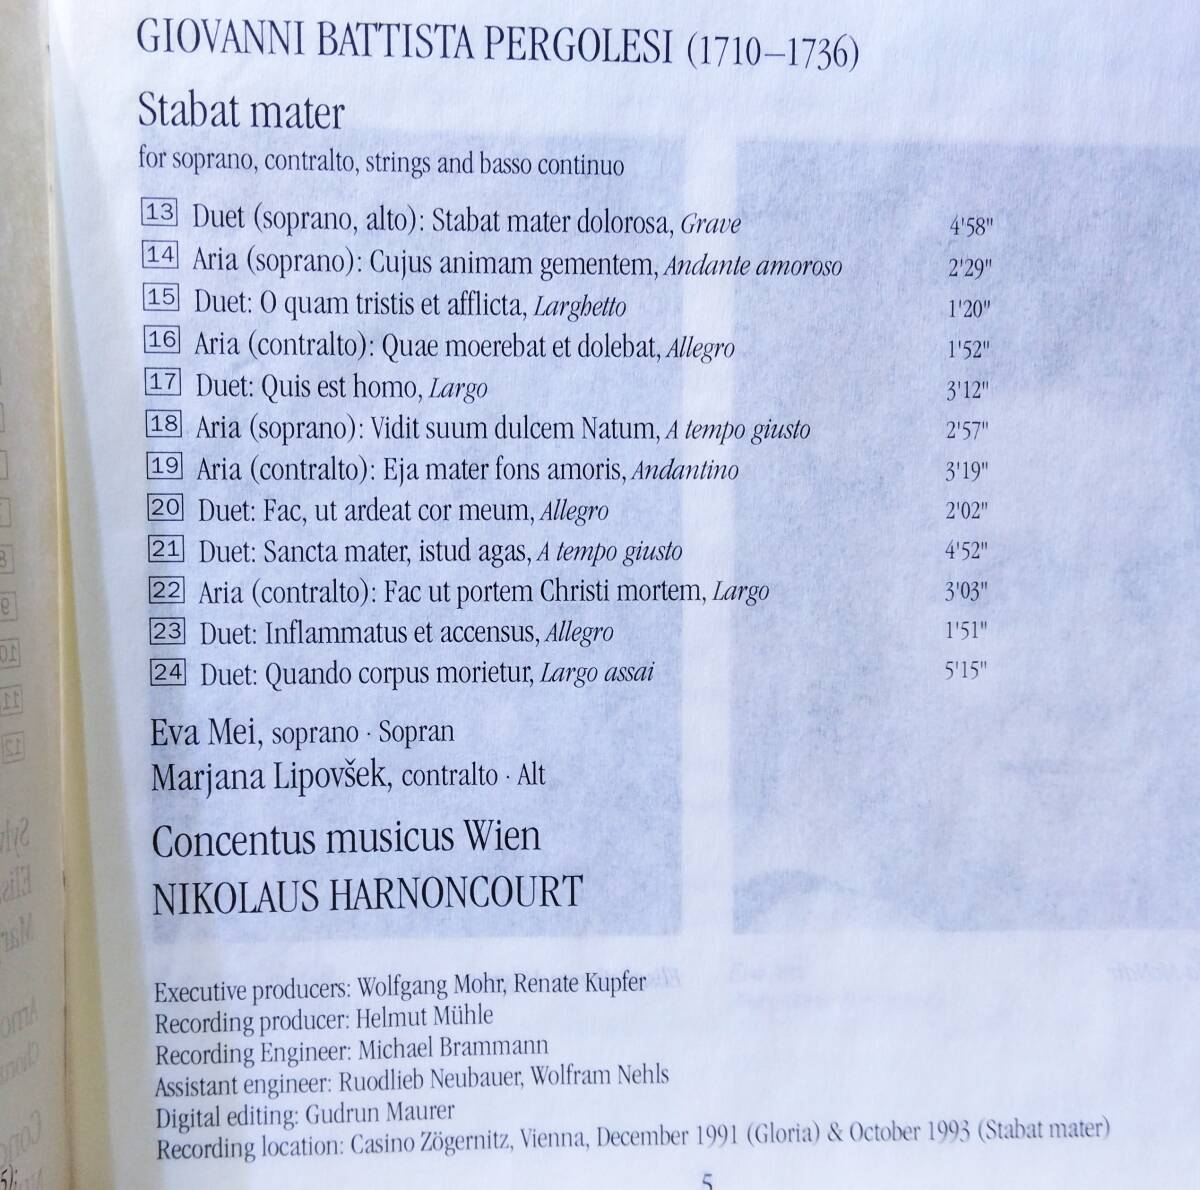 GIOVANNI BATTISTA PERGOLESI (1710–1736)
Stabat mater
for soprano, contralto, strings and basso continuo
13 Duet (soprano, alto): Stabat mater dolorosa, Grave 4'58"
14 Aria (soprano): Cujus animam gementem, Andante amoroso 2'29"
15 Duet: O quam tristis et afflicta, Larghetto 1'20"
16 Aria (contralto): Quae moerebat et dolebat, Allegro 1'52"
17 Duet: Quis est homo, Largo 3'12"
18 Aria (soprano): Vidit suum dulcem Natum, A tempo giusto 2'57"
19 Aria (contralto): Eja mater fons amoris, Andantino 3'19"
20 Duet: Fac, ut ardeat cor meum, Allegro 2'02"
21 Duet: Sancta mater, istud agas, A tempo giusto 4'52"
22 Aria (contralto): Fac ut portem Christi mortem, Largo 3'03"
23 Duet: Inflammatus et accensus, Allegro 1'51"
24 Duet: Quando corpus morietur, Largo assai 5'15"
Eva Mei, soprano · Sopran
Marjana Lipovšek, contralto · Alt
Concentus musicus Wien
NIKOLAUS HARNONCOURT
Executive producers: Wolfgang Mohr, Renate Kupfer
Recording producer: Helmut Mühle
Recording Engineer: Michael Brammann
Assistant engineer: Ruodlieb Neubauer, Wolfram Nehls
Digital editing: Gudrun Maurer
Recording location: Casino Zögernitz, Vienna, December 1991 (Gloria) & October 1993 (Stabat mater)
5